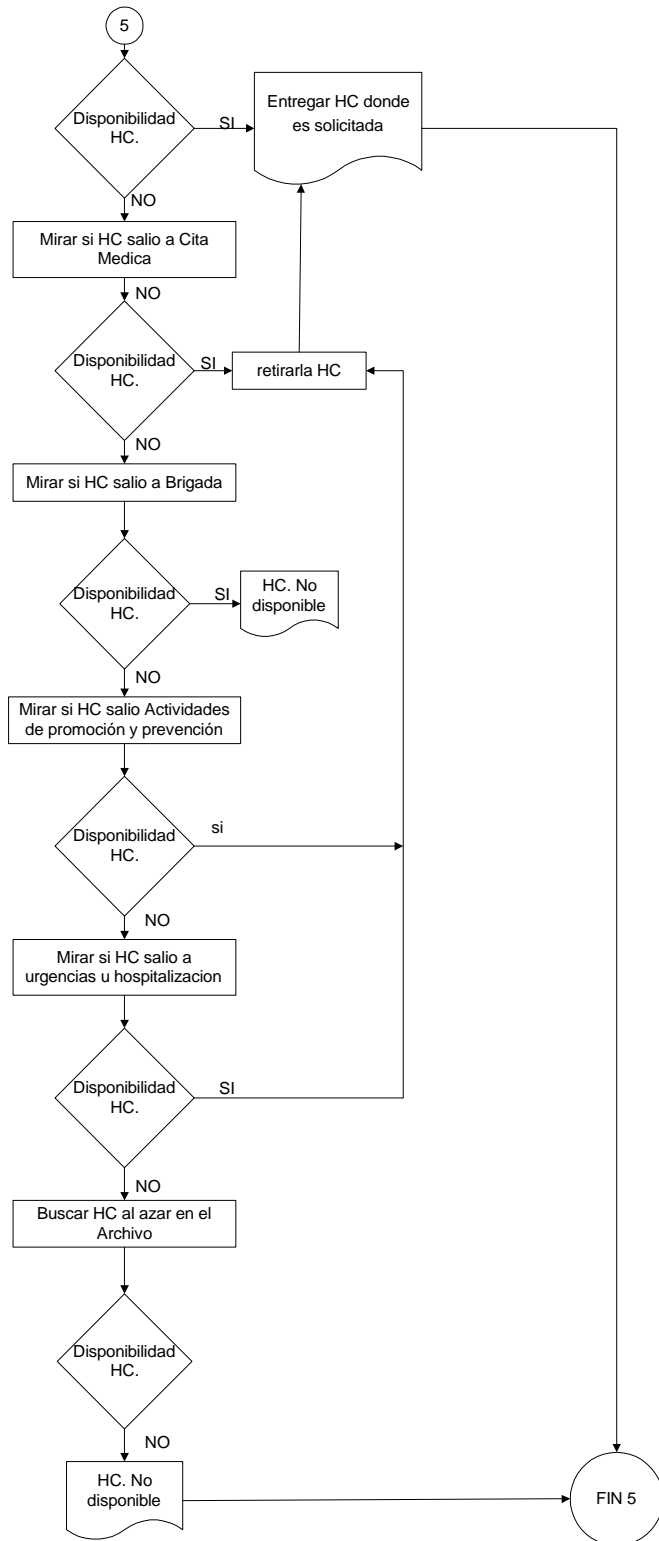 5
Disponibilidad
HC.
SI
Entregar HC donde
es solicitada
NO
Mirar si HC salio a Cita
Medica
NO
Disponibilidad
HC.
SI
retirarla HC
NO
Mirar si HC salio a Brigada
Disponibilidad
HC.
SI
HC. No
disponible
NO
Mirar si HC salio Actividades
de promoción y prevención
Disponibilidad
HC.
si
NO
Mirar si HC salio a
urgencias u hospitalizacion
Disponibilidad
HC.
SI
NO
Buscar HC al azar en el
Archivo
Disponibilidad
HC.
NO
HC. No
disponible
FIN 5